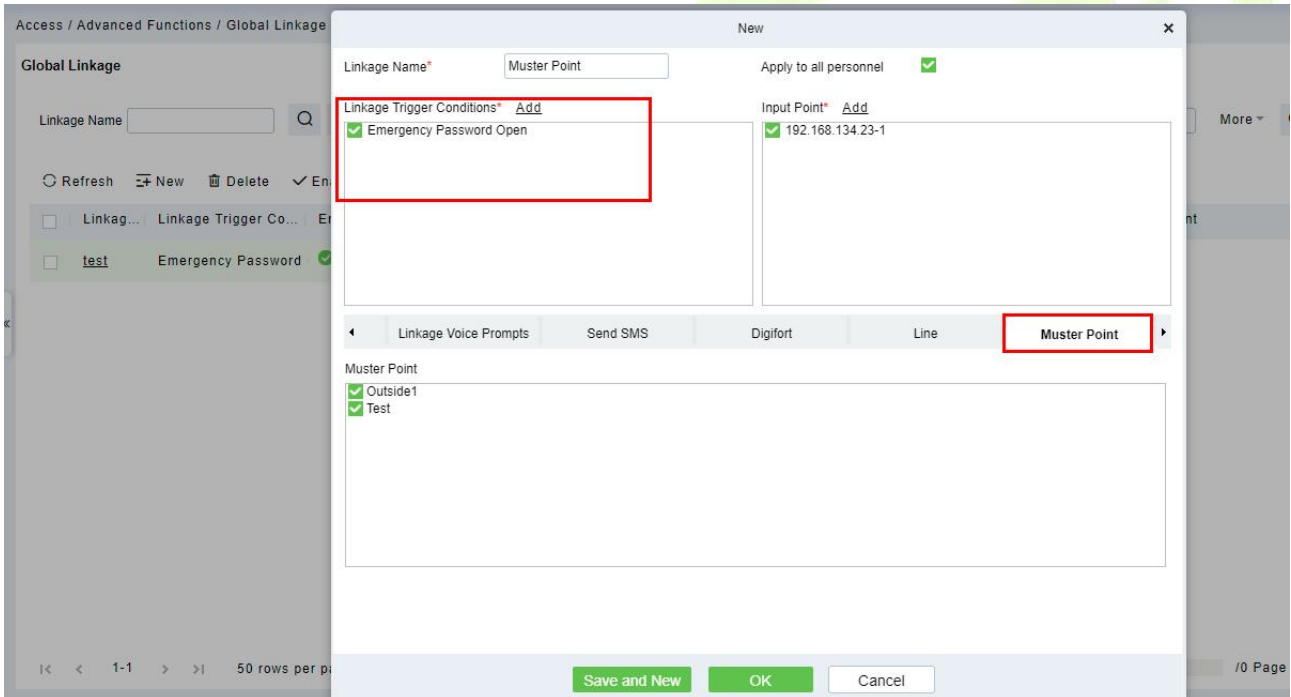 Access / Advanced Functions / Global Linkage
New
×
Global Linkage
Linkage Name*
Muster Point
Apply to all personnel
Linkage Name
More
Linkage Trigger Conditions* Add
Input Point* Add
Emergency Password Open
192.168.134.23-1
Refresh
New
Delete
Linkag...
Linkage Trigger Co...
test
Emergency Password
Linkage Voice Prompts
Send SMS
Digifort
Line
Muster Point
Muster Point
Outside1
Test
1-1
50 rows per
/0 Page
Save and New
OK
Cancel